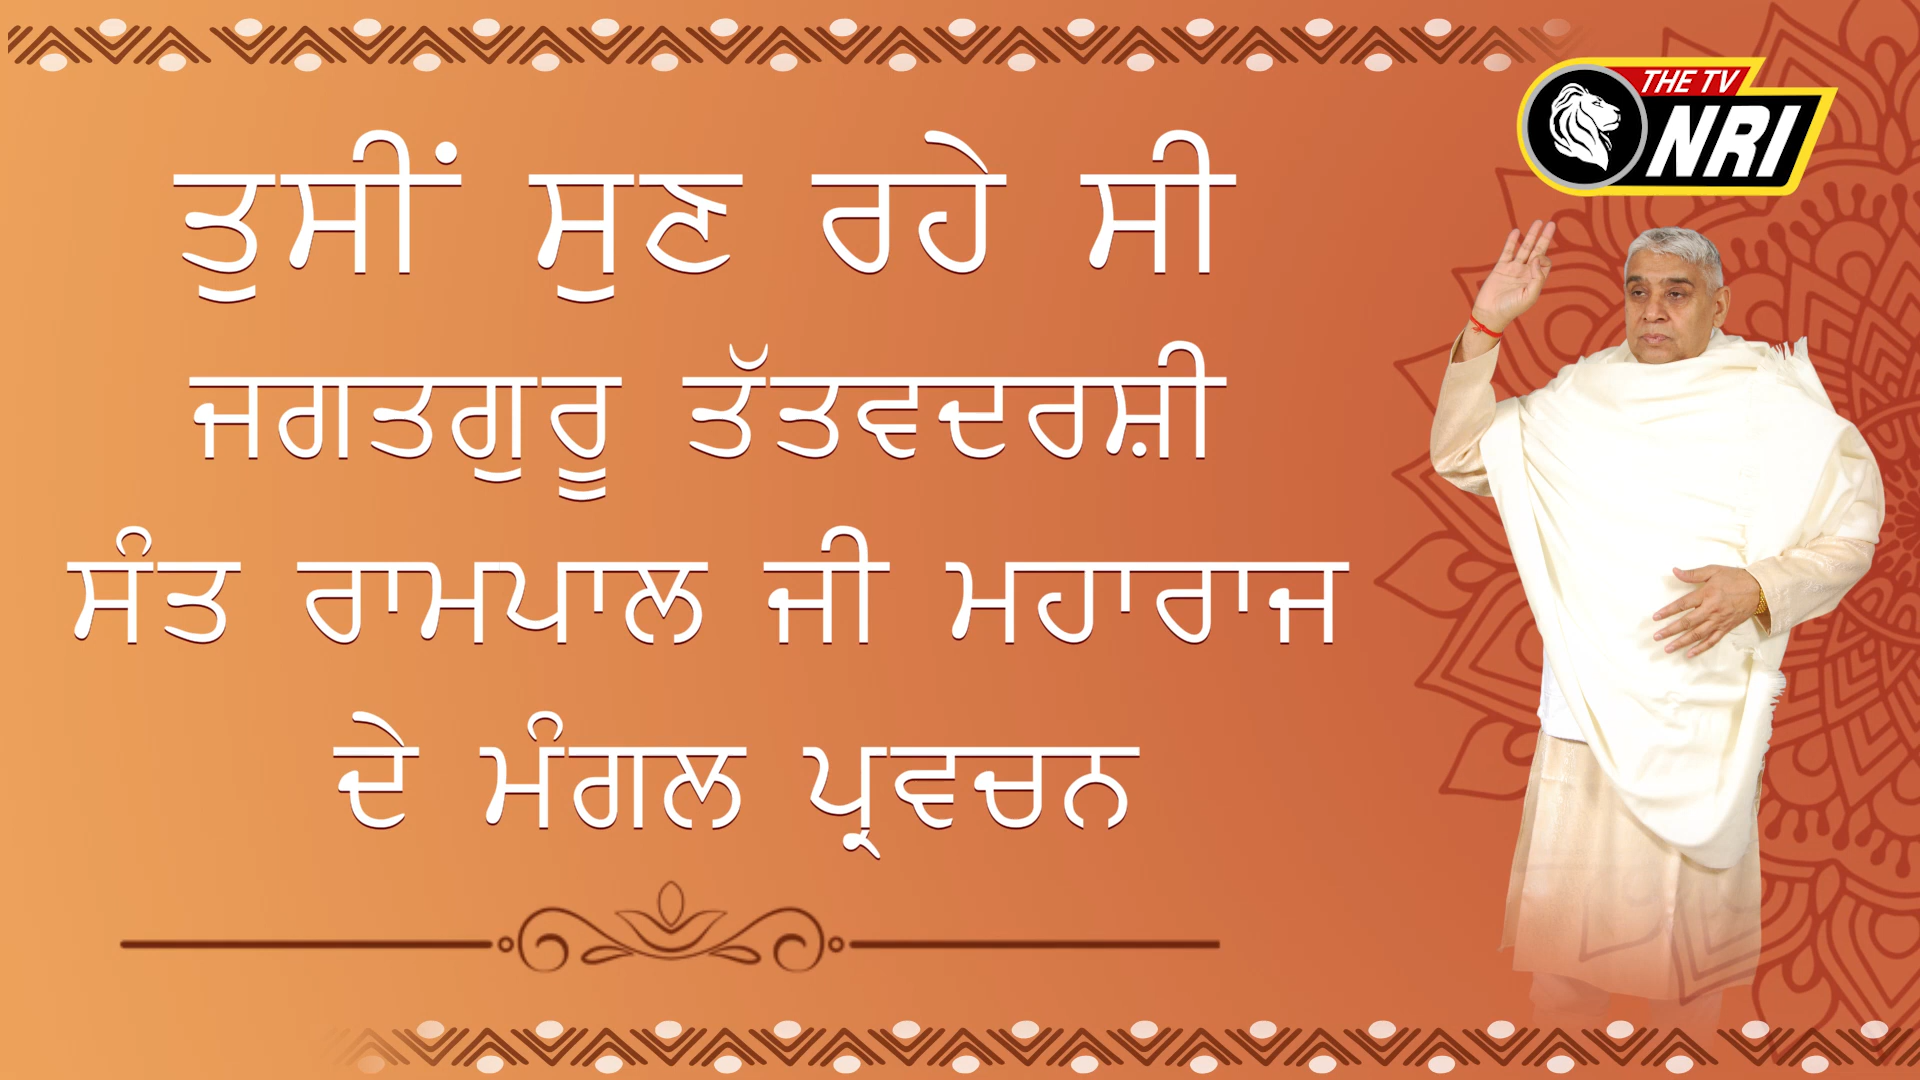 THE TV
NRI
ਤੁਸੀਂ ਸੁਣ ਰਹੇ ਸੀ
ਜਗਤਗੁਰੂ ਤੱਤਵਦਰਸ਼ੀ
ਸੰਤ ਰਾਮਪਾਲ ਜੀ ਮਹਾਰਾਜ
ਦੇ ਮੰਗਲ ਪ੍ਰਵਚਨ